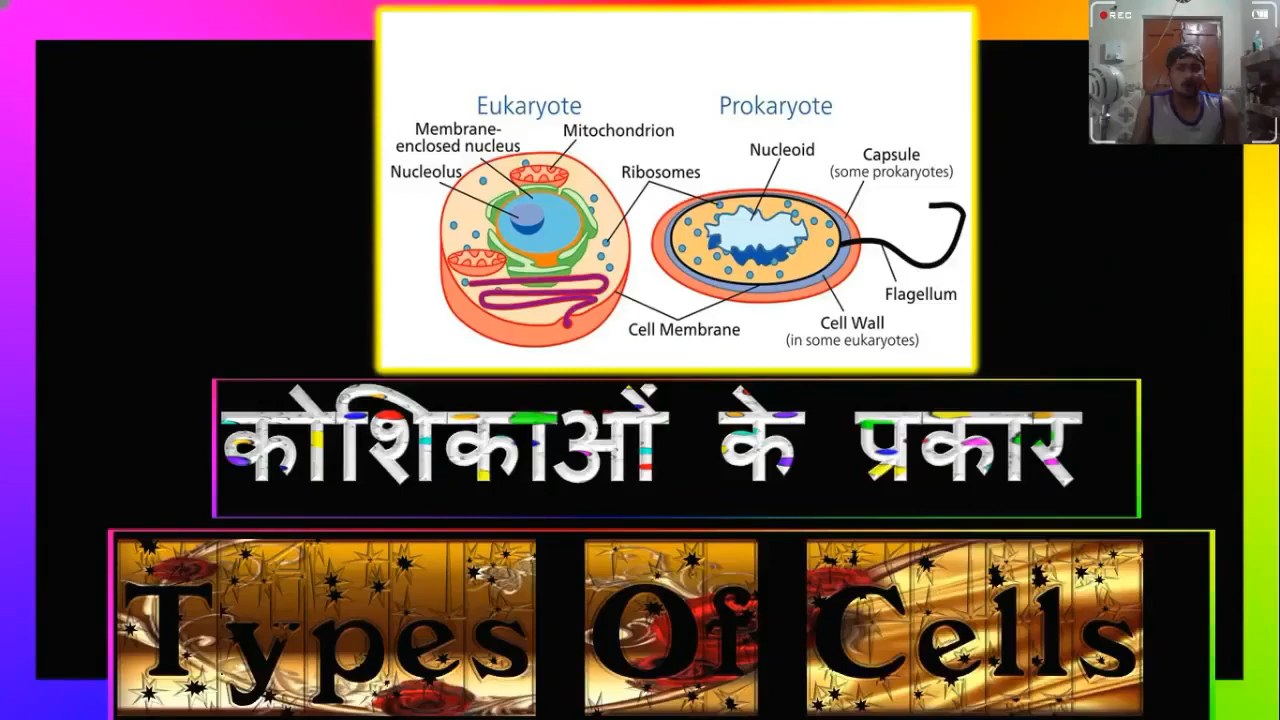 REC
Eukaryote
Prokaryote
Membrane-
enclosed nucleus
Mitochondrion
Nucleolus
Ribosomes
Nucleoid
Capsule
(some prokaryotes)
Flagellum
Cell Membrane
Cell Wall
(in some eukaryotes)
कोशिकाओं के प्रकार
Types Of Cells